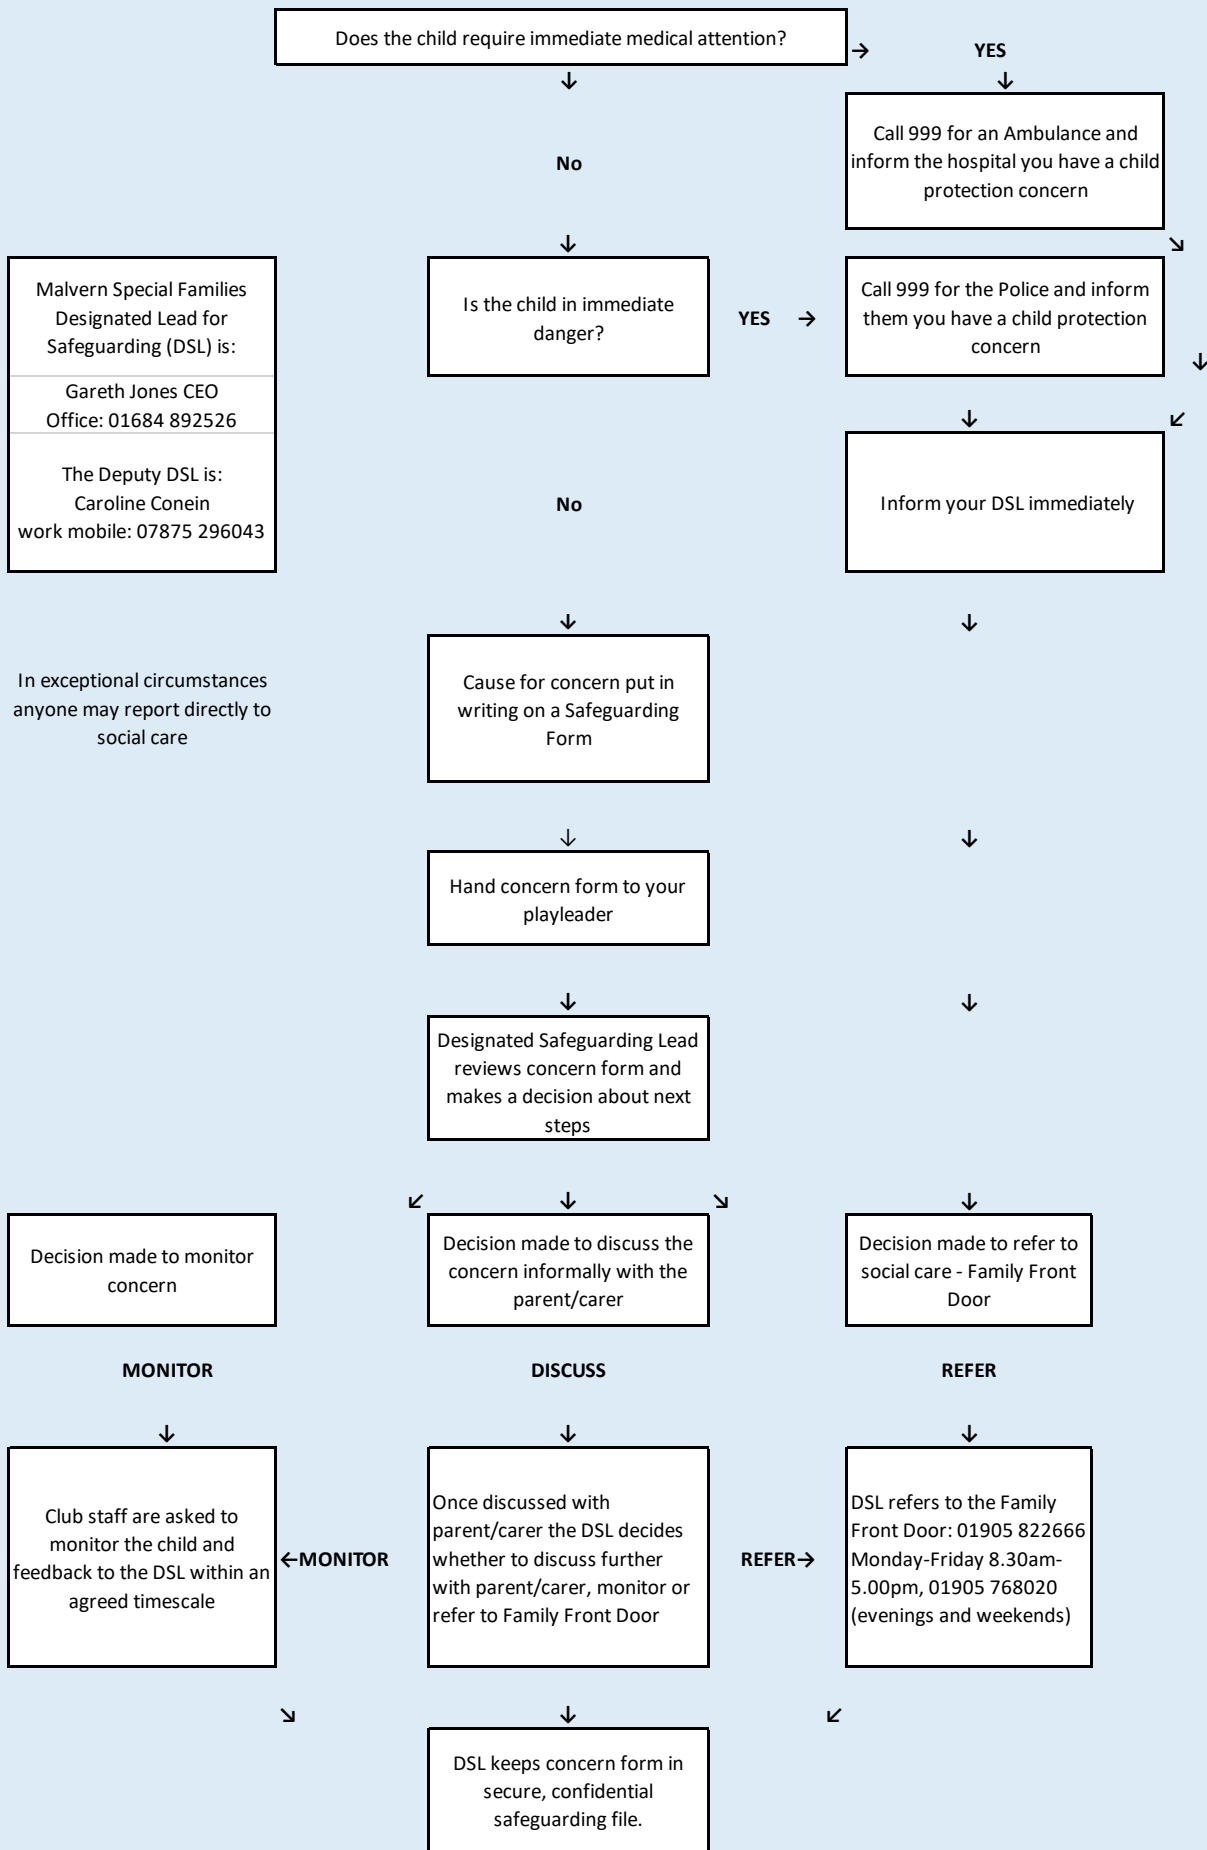 Does the child require immediate medical attention?
→ YES
↓ ↓
Call 999 for an Ambulance and
inform the hospital you have a child
protection concern
No
↓ ↘
Malvern Special Families
Designated Lead for
Safeguarding (DSL) is:
Gareth Jones CEO
Office: 01684 892526
The Deputy DSL is:
Caroline Conein
work mobile: 07875 296043
Is the child in immediate
danger?
YES →
Call 999 for the Police and inform
them you have a child protection
concern
↓
↓ ↙
No
Inform your DSL immediately
↓ ↓
In exceptional circumstances
anyone may report directly to
social care
Cause for concern put in
writing on a Safeguarding
Form
↓ ↓
Hand concern form to your
playleader
↓ ↓
Designated Safeguarding Lead
reviews concern form and
makes a decision about next
steps
↙ ↓ ↘ ↓
Decision made to monitor
concern
Decision made to discuss the
concern informally with the
parent/carer
Decision made to refer to
social care - Family Front
Door
MONITOR
DISCUSS
REFER
↓ ↓ ↓
Club staff are asked to
monitor the child and
feedback to the DSL within an
agreed timescale
←MONITOR
Once discussed with
parent/carer the DSL decides
whether to discuss further
with parent/carer, monitor or
refer to Family Front Door
REFER→
DSL refers to the Family
Front Door: 01905 822666
Monday-Friday 8.30am-
5.00pm, 01905 768020
(evenings and weekends)
↘ ↓ ↙
DSL keeps concern form in
secure, confidential
safeguarding file.